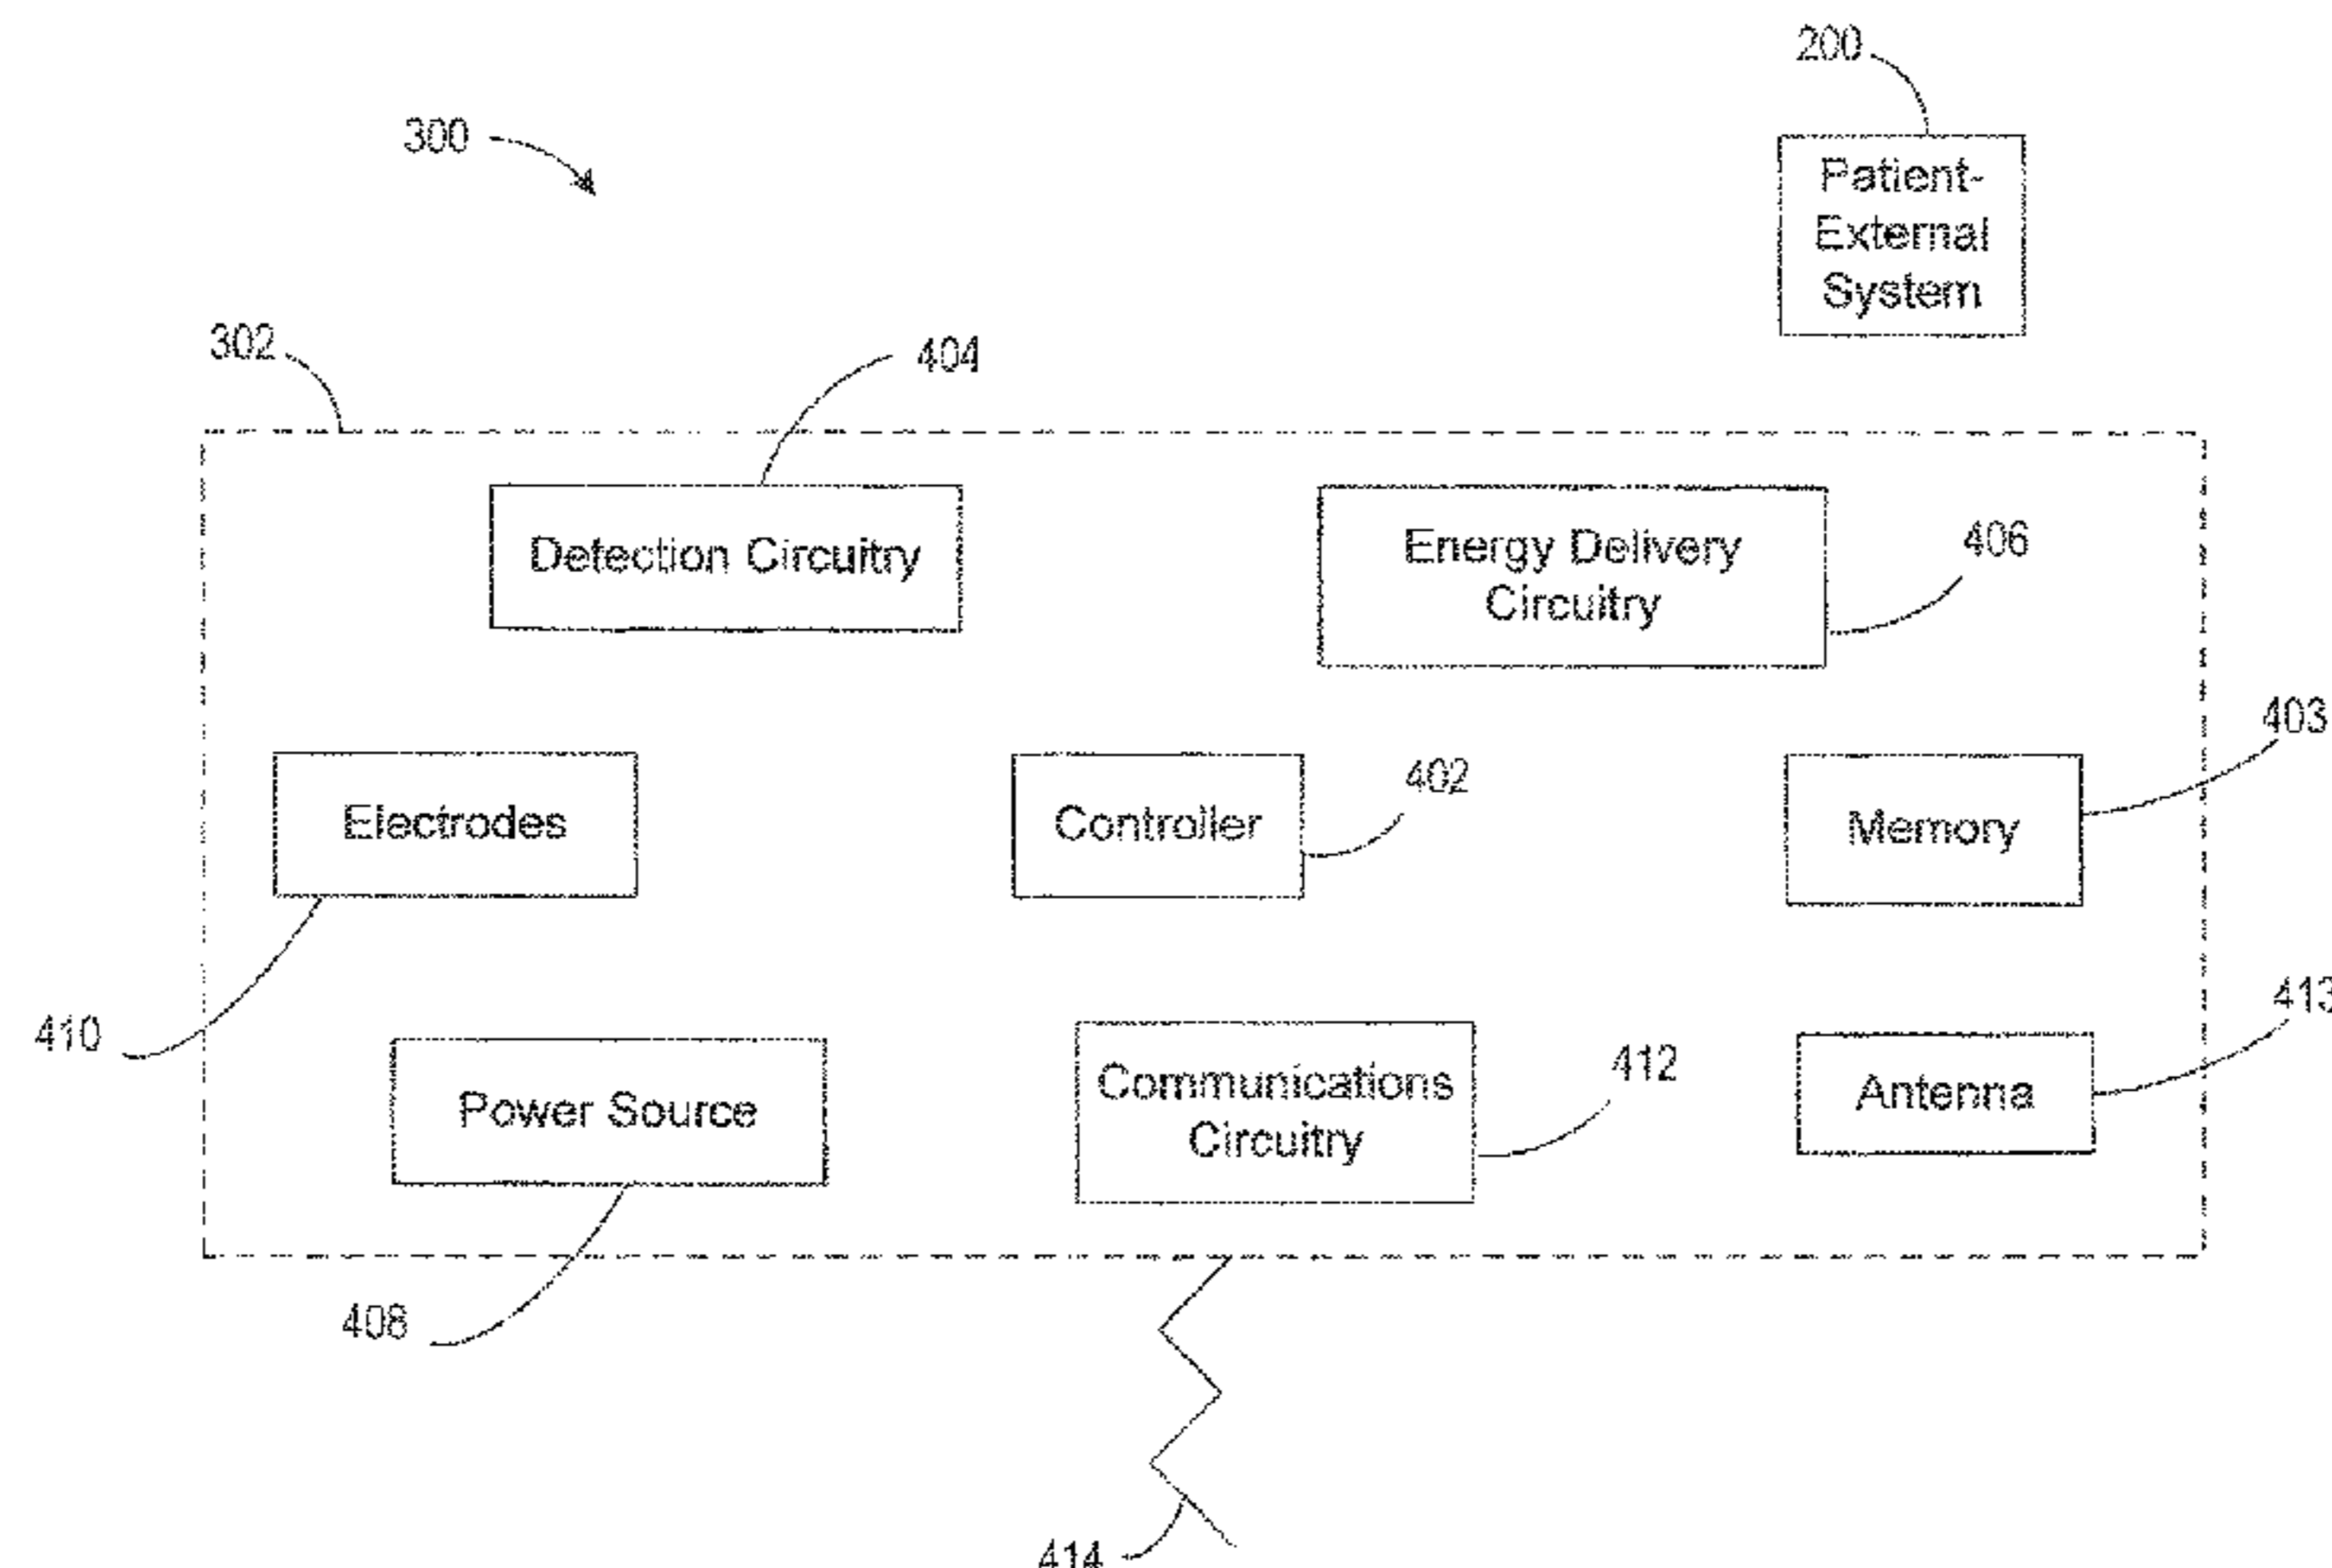 200
300
Patient-
External
System
302
404
Detection Circuitry
Energy Delivery
Circuitry
406
403
Electrodes
Controller
402
Memory
410
413
Power Source
Communications
Circuitry
412
Antenna
408
414